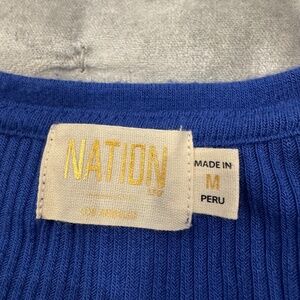 NATION
LTD
LOS ANGELES
MADE IN
M
PERU